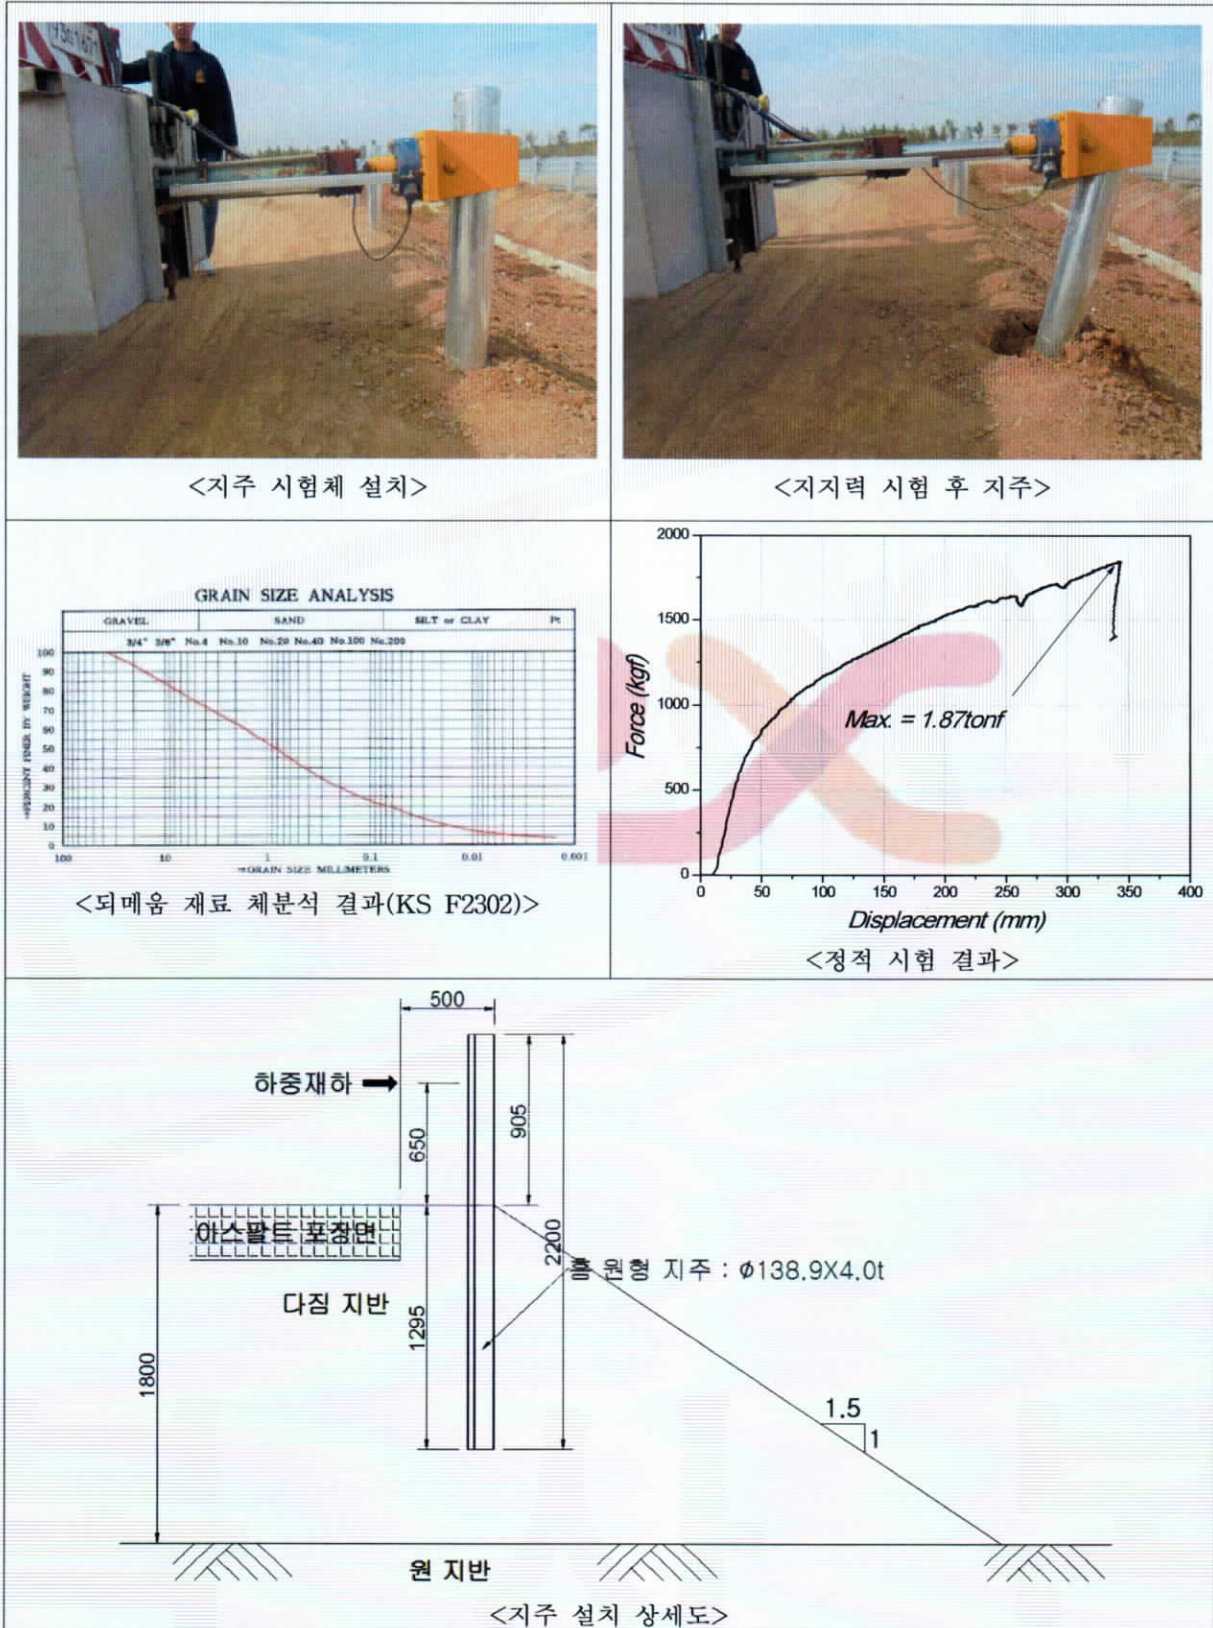 <지주 시험체 설치>
<지지력 시험 후 지주>
GRAIN SIZE ANALYSIS
GRAVEL SAND SILT or CLAY
3/4" 3/8" No.4 No.10 No.20 No.40 No.100 No.200
100
90
80
70
60
50
40
30
20
10
0
PERCENT FINER BY WEIGHT
100 10 1 0.1 0.01 0.001
GRAIN SIZE MILLIMETERS
<되메움 재료 체분석 결과(KS F2302)>
2000
1500
1000
500
0
Force (kgf)
Max. = 1.87tonf
0 50 100 150 200 250 300 350 400
Displacement (mm)
<정적 시험 결과>
500
하중재하
650
905
아스팔트 포장면
2200
원형 지주 : φ138.9X4.0t
다짐 지반
1295
1800
1.5
1
원 지반
<지주 설치 상세도>